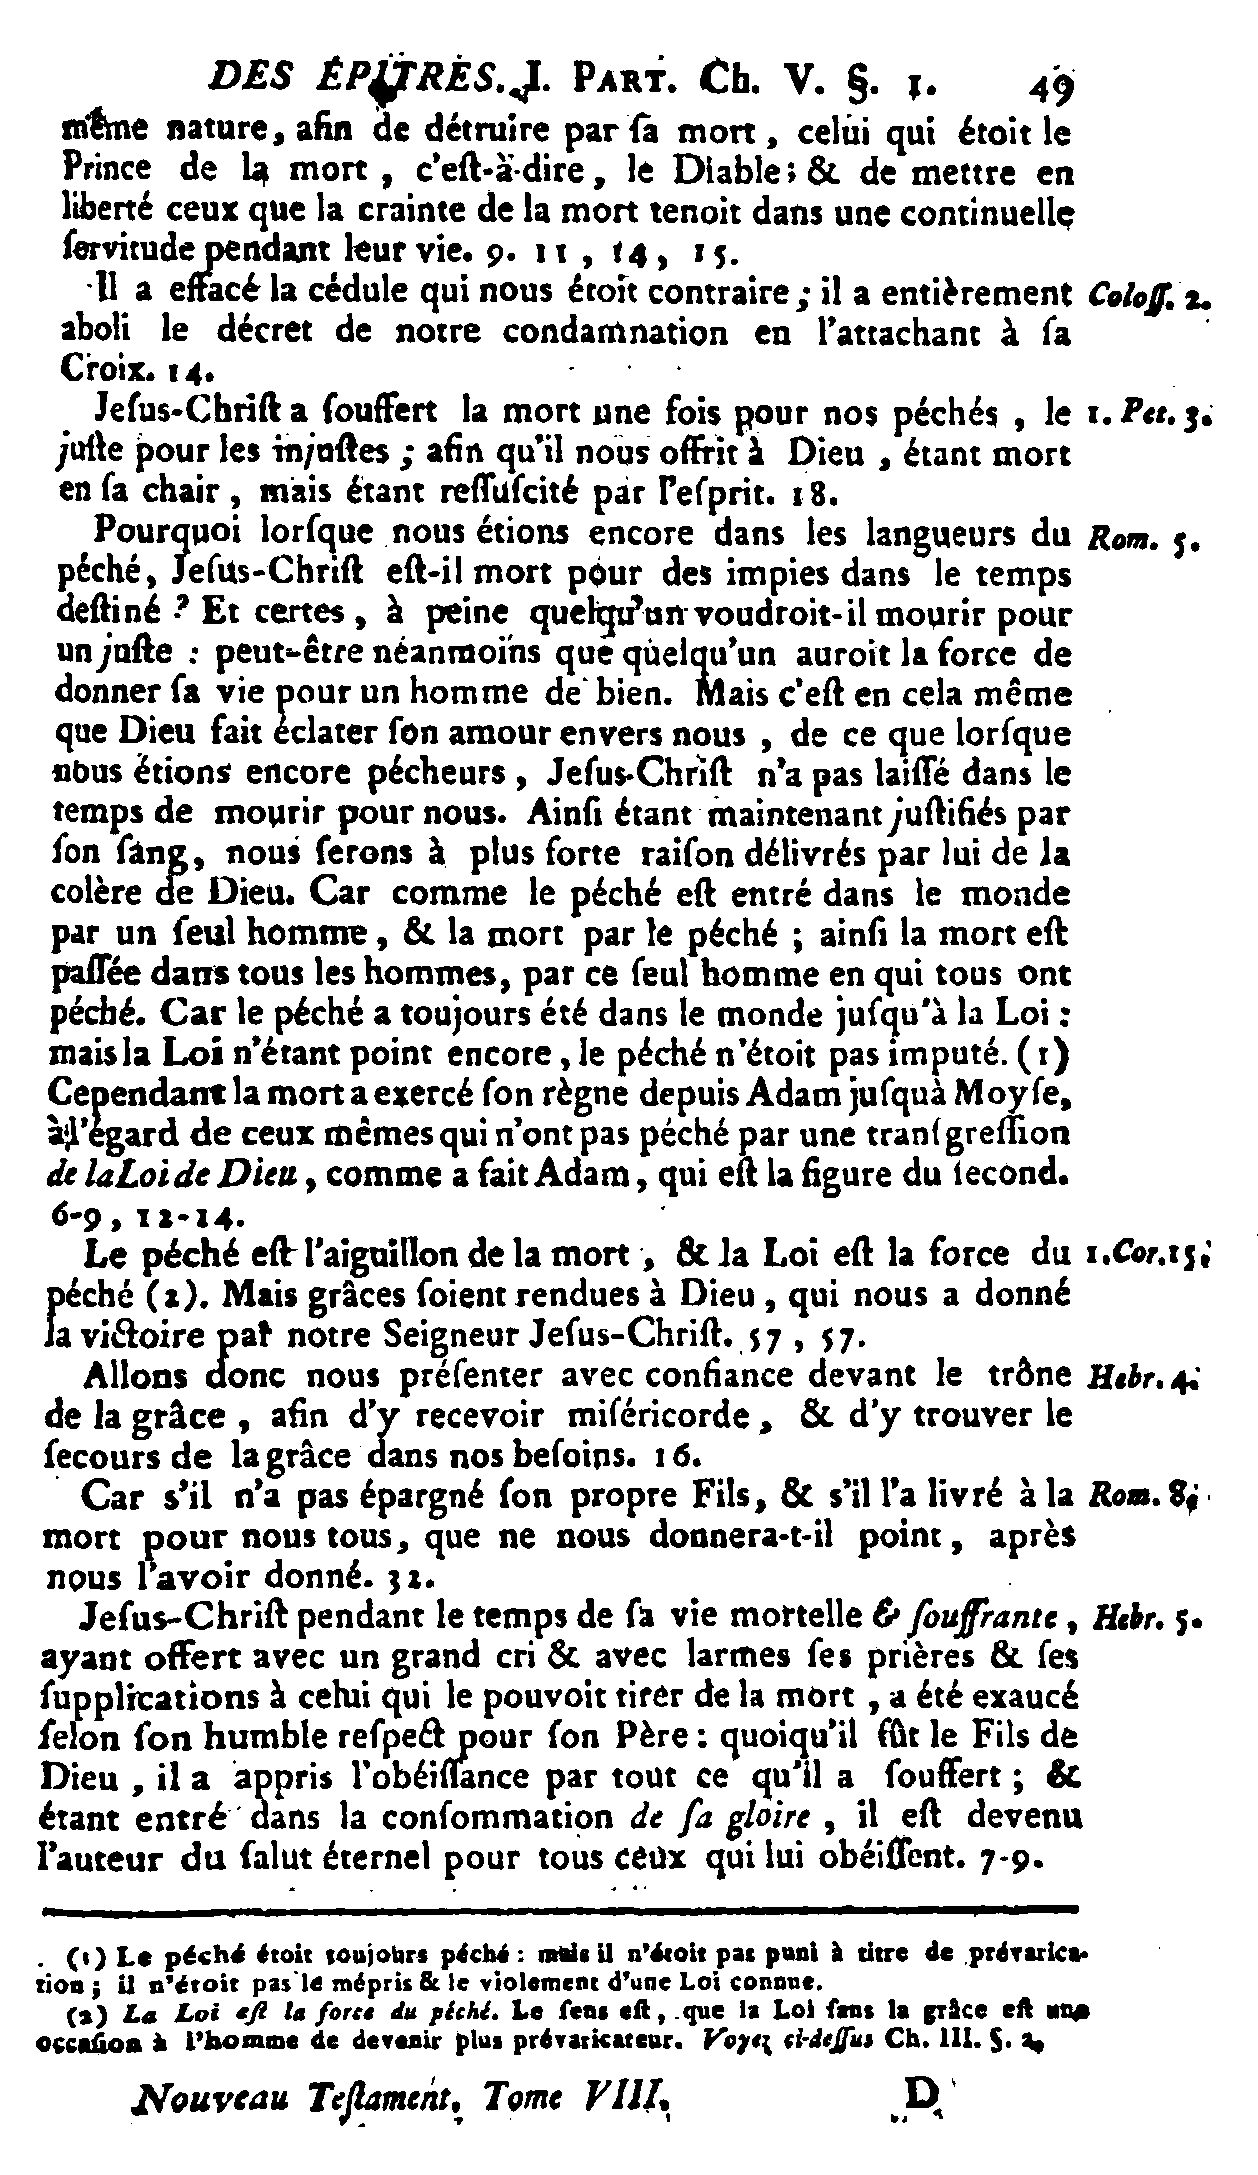 DES ÉPITRES. I. PART. Ch. V. §. 1. 49
même nature, afin de détruire par ſa mort, celui qui étoit le
Prince de la mort, c'eſt-à-dire, le Diable; & de mettre en
liberté ceux que la crainte de la mort tenoit dans une continuelle
ſervitude pendant leur vie. 9. 11, 14, 15.
Il a effacé la cédule qui nous étoit contraire; il a entièrement Coloſſ. 2.
aboli le décret de notre condamnation en l'attachant à ſa
Croix. 14.
Jeſus-Chriſt a ſouffert la mort une fois pour nos péchés, le 1. Pet. 3.
juſte pour les injuſtes; afin qu'il nous offrit à Dieu, étant mort
en ſa chair, mais étant reſſuſcité par l'eſprit. 18.
Pourquoi lorſque nous étions encore dans les langueurs du Rom. 5.
péché, Jeſus-Chriſt eſt-il mort pour des impies dans le temps
deſtiné? Et certes, à peine quelqu'un voudroit-il mourir pour
un juſte: peut-être néanmoins que quelqu'un auroit la force de
donner ſa vie pour un homme de bien. Mais c'eſt en cela même
que Dieu fait éclater ſon amour envers nous, de ce que lorſque
nous étions encore pécheurs, Jeſus-Chriſt n'a pas laiſſé dans le
temps de mourir pour nous. Ainſi étant maintenant juſtifiés par
ſon ſang, nous ſerons à plus forte raiſon délivrés par lui de la
colère de Dieu. Car comme le péché eſt entré dans le monde
par un ſeul homme, & la mort par le péché; ainſi la mort eſt
paſſée dans tous les hommes, par ce ſeul homme en qui tous ont
péché. Car le péché a toujours été dans le monde juſqu'à la Loi:
mais la Loi n'étant point encore, le péché n'étoit pas imputé. (1)
Cependant la mort a exercé ſon règne depuis Adam juſquà Moyſe,
à l'égard de ceux mêmes qui n'ont pas péché par une tranſgreſſion
de la Loi de Dieu, comme a fait Adam, qui eſt la figure du ſecond.
6-9, 12-14.
Le péché eſt l'aiguillon de la mort, & la Loi eſt la force du 1. Cor. 15.
péché (2). Mais grâces ſoient rendues à Dieu, qui nous a donné
la victoire par notre Seigneur Jeſus-Chriſt. 57, 57.
Allons donc nous préſenter avec confiance devant le trône Hebr. 4.
de la grâce, afin d'y recevoir miſéricorde, & d'y trouver le
ſecours de la grâce dans nos beſoins. 16.
Car s'il n'a pas épargné ſon propre Fils, & s'il l'a livré à la Rom. 8.
mort pour nous tous, que ne nous donnera-t-il point, après
nous l'avoir donné. 32.
Jeſus-Chriſt pendant le temps de ſa vie mortelle & ſouffrante, Hebr. 5.
ayant offert avec un grand cri & avec larmes ſes prières & ſes
ſupplications à celui qui le pouvoit tirer de la mort, a été exaucé
ſelon ſon humble reſpect pour ſon Père: quoiqu'il fût le Fils de
Dieu, il a appris l'obéiſſance par tout ce qu'il a ſouffert; &
étant entré dans la conſommation de ſa gloire, il eſt devenu
l'auteur du ſalut éternel pour tous ceux qui lui obéiſſent. 7-9.
(1) Le péché étoit toujours péché: mais il n'étoit pas puni à titre de prévarica-
tion; il n'étoit pas le mépris & le violement d'une Loi connue.
(2) La Loi eſt la force du péché. Le ſens eſt, que la Loi ſans la grâce eſt une
occaſion à l'homme de devenir plus prévaricateur. Voyez ci-deſſus Ch. III. §. 2.
Nouveau Teſtament, Tome VIII. D